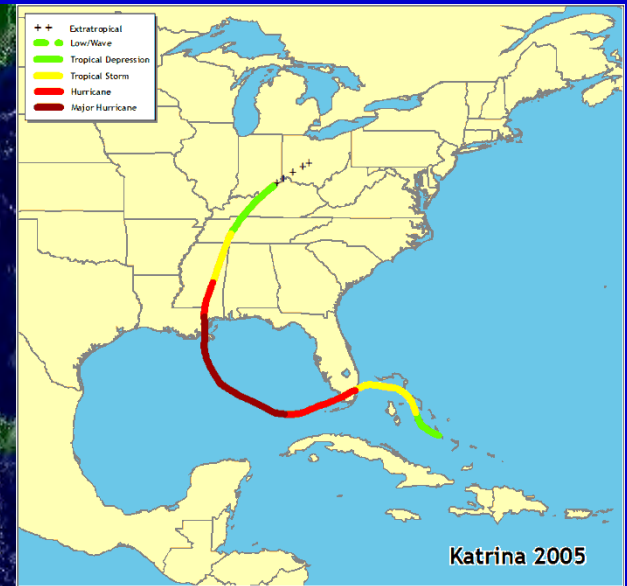 ++ Extratropical
Low/Wave
Tropical Depression
Tropical Storm
Hurricane
Major Hurricane
Katrina 2005